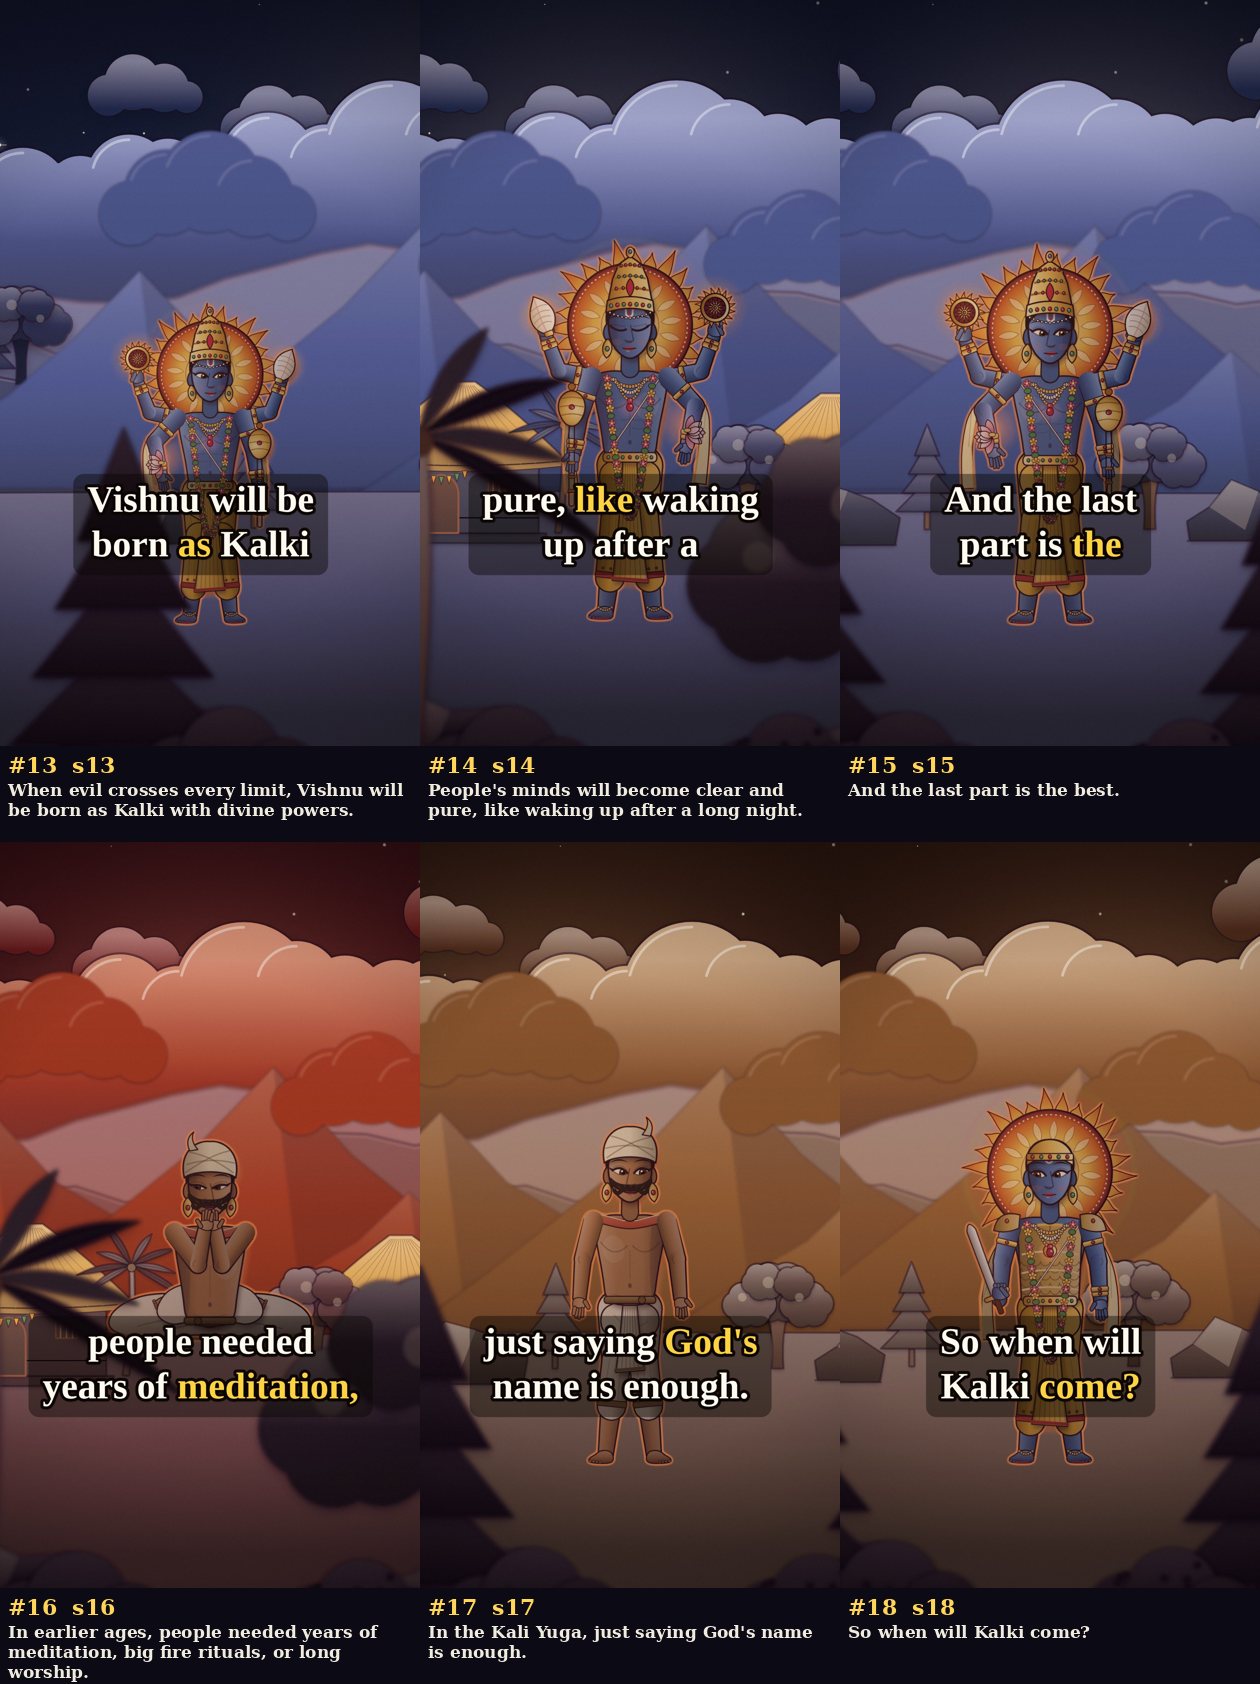 Vishnu will be
born as Kalki
pure, like waking
up after a
And the last
part is the
#13 s13
When evil crosses every limit, Vishnu will
be born as Kalki with divine powers.
#14 s14
People's minds will become clear and
pure, like waking up after a long night.
#15 s15
And the last part is the best.
people needed
years of meditation,
just saying God's
name is enough.
So when will
Kalki come?
#16 s16
In earlier ages, people needed years of
meditation, big fire rituals, or long
worship.
#17 s17
In the Kali Yuga, just saying God's name
is enough.
#18 s18
So when will Kalki come?